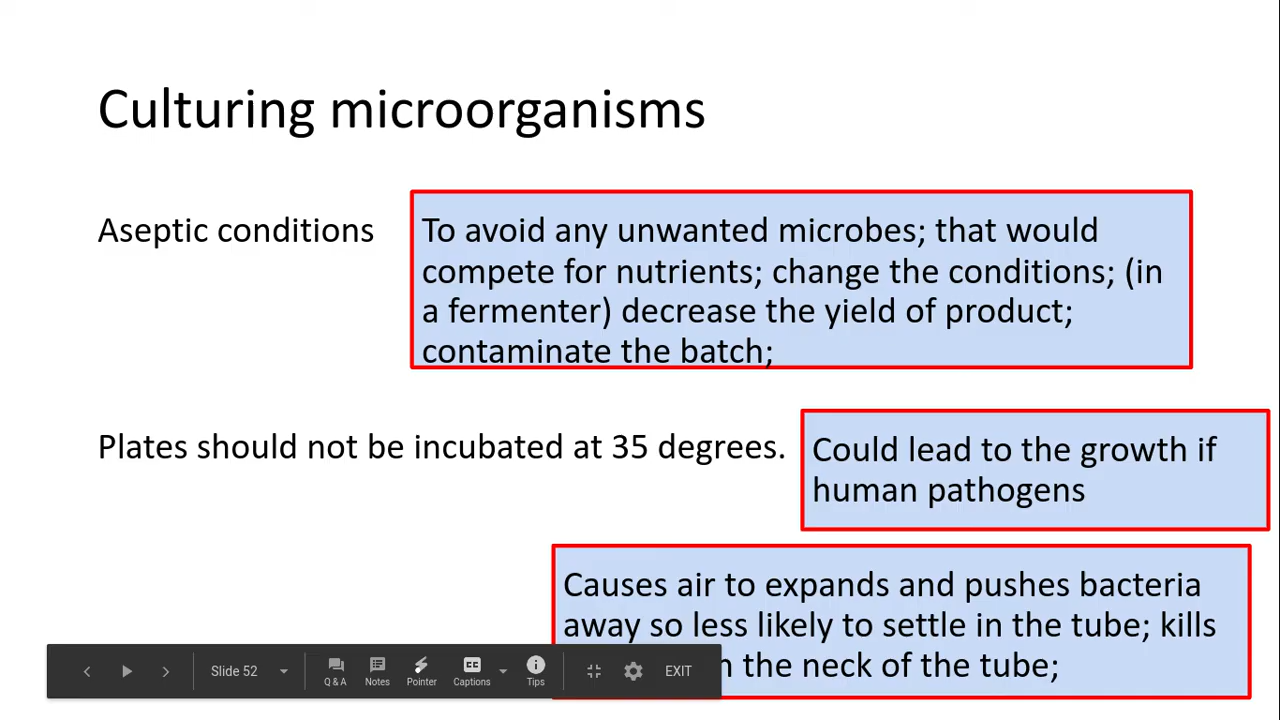 Culturing microorganisms
Aseptic conditions
To avoid any unwanted microbes; that would
compete for nutrients; change the conditions; (in
a fermenter) decrease the yield of product;
contaminate the batch;
Plates should not be incubated at 35 degrees.
Could lead to the growth if
human pathogens
Causes air to expands and pushes bacteria
away so less likely to settle in the tube; kills
the neck of the tube;
Slide 52
Q & A
Notes
Pointer
Captions
Tips
EXIT